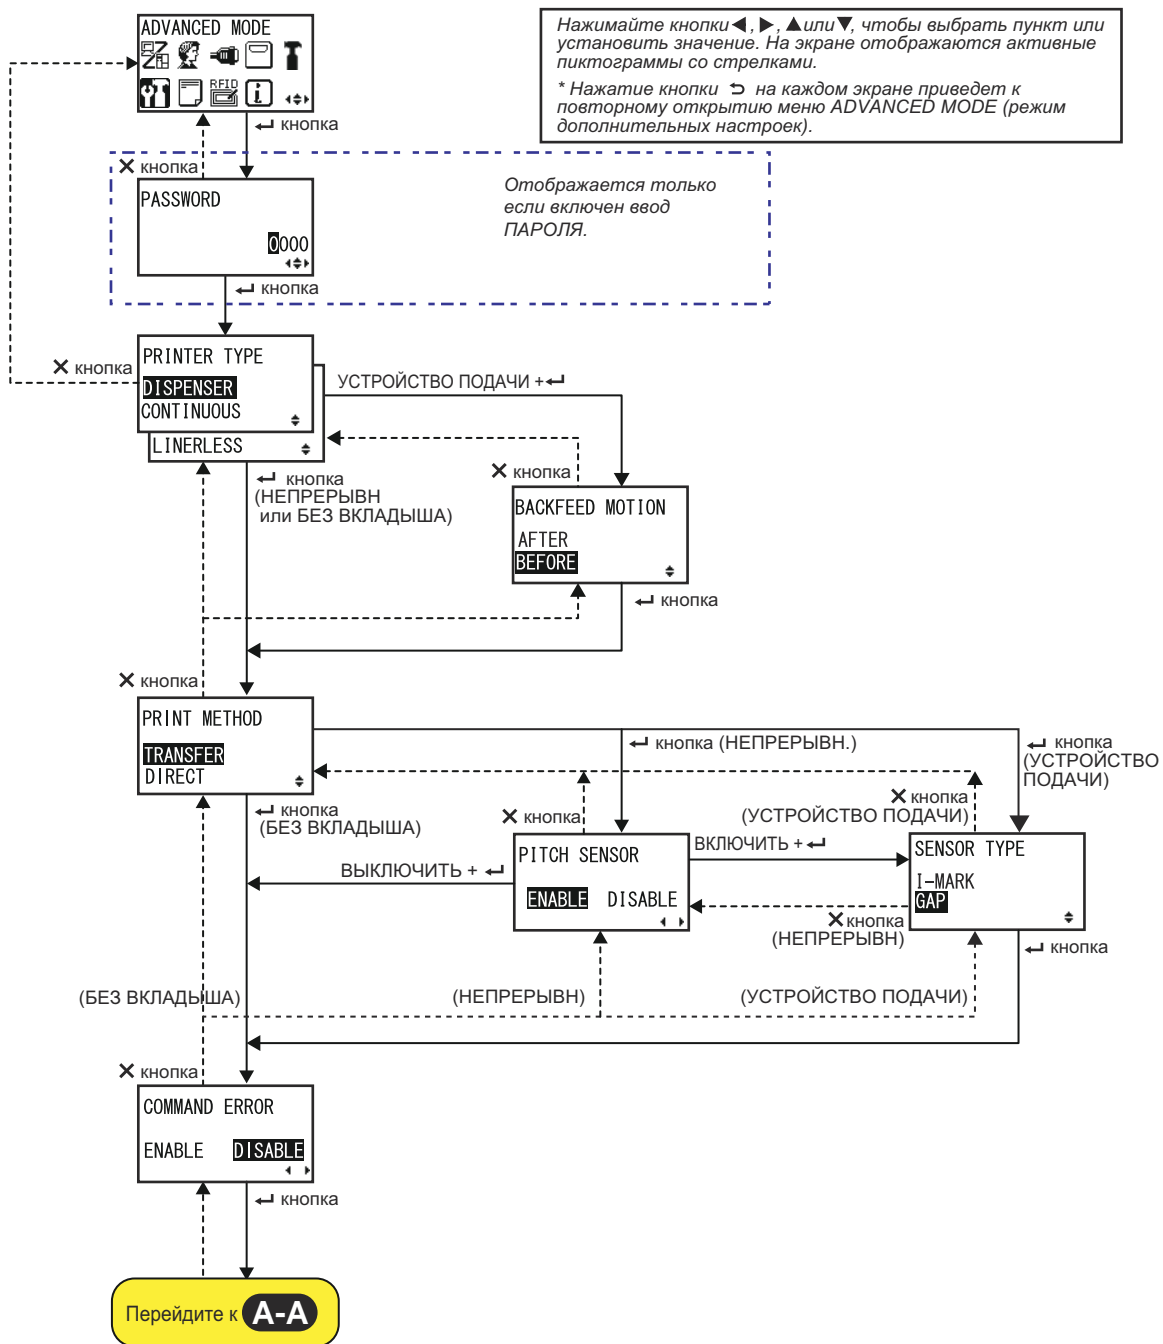 ADVANCED MODE
RFID
Нажимайте кнопки ◀, ▶, ▲или▼, чтобы выбрать пункт или
установить значение. На экране отображаются активные
пиктограммы со стрелками.
* Нажатие кнопки ⮌ на каждом экране приведет к
повторному открытию меню ADVANCED MODE (режим
дополнительных настроек).
↵ кнопка
✕ кнопка
PASSWORD
0000
Отображается только
если включен ввод
ПАРОЛЯ.
↵ кнопка
✕ кнопка
PRINTER TYPE
DISPENSER
CONTINUOUS
LINERLESS
УСТРОЙСТВО ПОДАЧИ +↵
↵ кнопка
(НЕПРЕРЫВН
или БЕЗ ВКЛАДЫША)
✕ кнопка
BACKFEED MOTION
AFTER
BEFORE
↵ кнопка
✕ кнопка
PRINT METHOD
TRANSFER
DIRECT
↵ кнопка (НЕПРЕРЫВН.)
↵ кнопка
(УСТРОЙСТВО
ПОДАЧИ)
↵ кнопка
(БЕЗ ВКЛАДЫША)
✕ кнопка
✕ кнопка
(УСТРОЙСТВО ПОДАЧИ)
ВЫКЛЮЧИТЬ + ↵
PITCH SENSOR
ENABLE DISABLE
ВКЛЮЧИТЬ +↵
SENSOR TYPE
I-MARK
GAP
✕ кнопка
(НЕПРЕРЫВН)
↵ кнопка
(БЕЗ ВКЛАДЫША)
(НЕПРЕРЫВН)
(УСТРОЙСТВО ПОДАЧИ)
✕ кнопка
COMMAND ERROR
ENABLE DISABLE
↵ кнопка
Перейдите к A-A